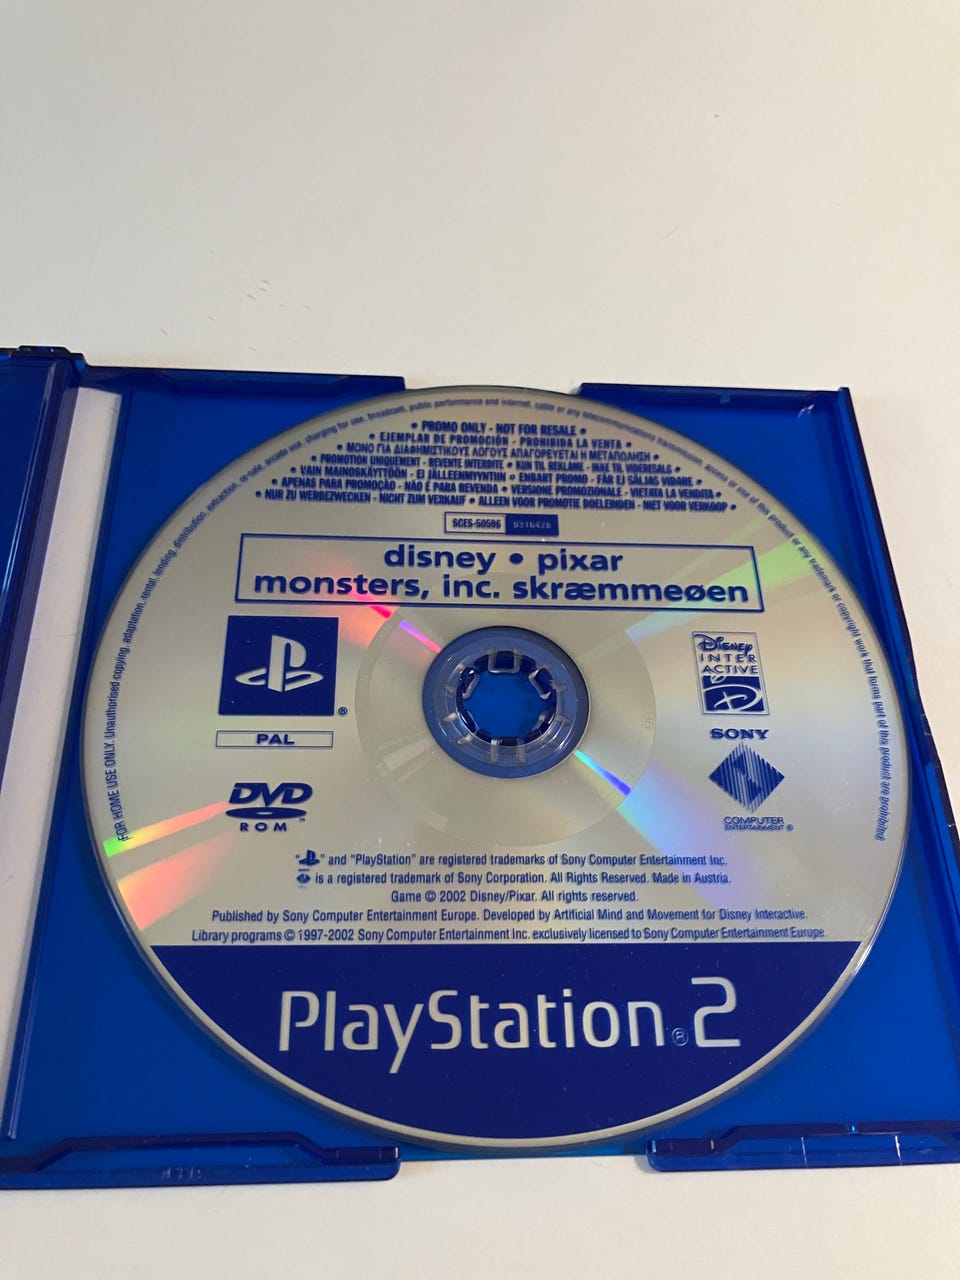 FOR HOME USE ONLY. Unauthorised copying, adaptation, rental, lending, distribution, extraction, re-sale, arcade use, charging for use, broadcast, public performance and internet, cable or any telecommunications transmission, access or use of this product or any trademark or copyright work that forms part of this product are prohibited.
• PROMO ONLY - NOT FOR RESALE •
• EJEMPLAR DE PROMOCIÓN - PROHIBIDA LA VENTA •
• ΜΟΝΟ ΓΙΑ ΔΙΑΦΗΜΙΣΤΙΚΟΥΣ ΛΟΓΟΥΣ ΑΠΑΓΟΡΕΥΕΤΑΙ Η ΜΕΤΑΠΩΛΗΣΗ •
• PROMOTION UNIQUEMENT - REVENTE INTERDITE • KUN TIL REKLAME - IKKE TIL VIDERESALG •
• VAIN MAINOSKÄYTTÖÖN - EI JÄLLEENMYYNTIIN • ENBART PROMO - FÅR EJ SÄLJAS VIDARE •
• APENAS PARA PROMOÇÃO - NÃO É PARA REVENDA • VERSIONE PROMOZIONALE - VIETATA LA VENDITA •
• NUR ZU WERBEZWECKEN - NICHT ZUM VERKAUF • ALLEEN VOOR PROMOTIE DOELEINDEN - NIET VOOR VERKOOP •
SCES-50596 9316428
disney • pixar
monsters, inc. skræmmeøen
®
PAL
DVD
ROM ™
Disney
INTER
ACTIVE
D
SONY
COMPUTER
ENTERTAINMENT ®
" " and "PlayStation" are registered trademarks of Sony Computer Entertainment Inc.
is a registered trademark of Sony Corporation. All Rights Reserved. Made in Austria.
Game © 2002 Disney/Pixar. All rights reserved.
Published by Sony Computer Entertainment Europe. Developed by Artificial Mind and Movement for Disney Interactive.
Library programs © 1997-2002 Sony Computer Entertainment Inc. exclusively licensed to Sony Computer Entertainment Europe.
PlayStation®2